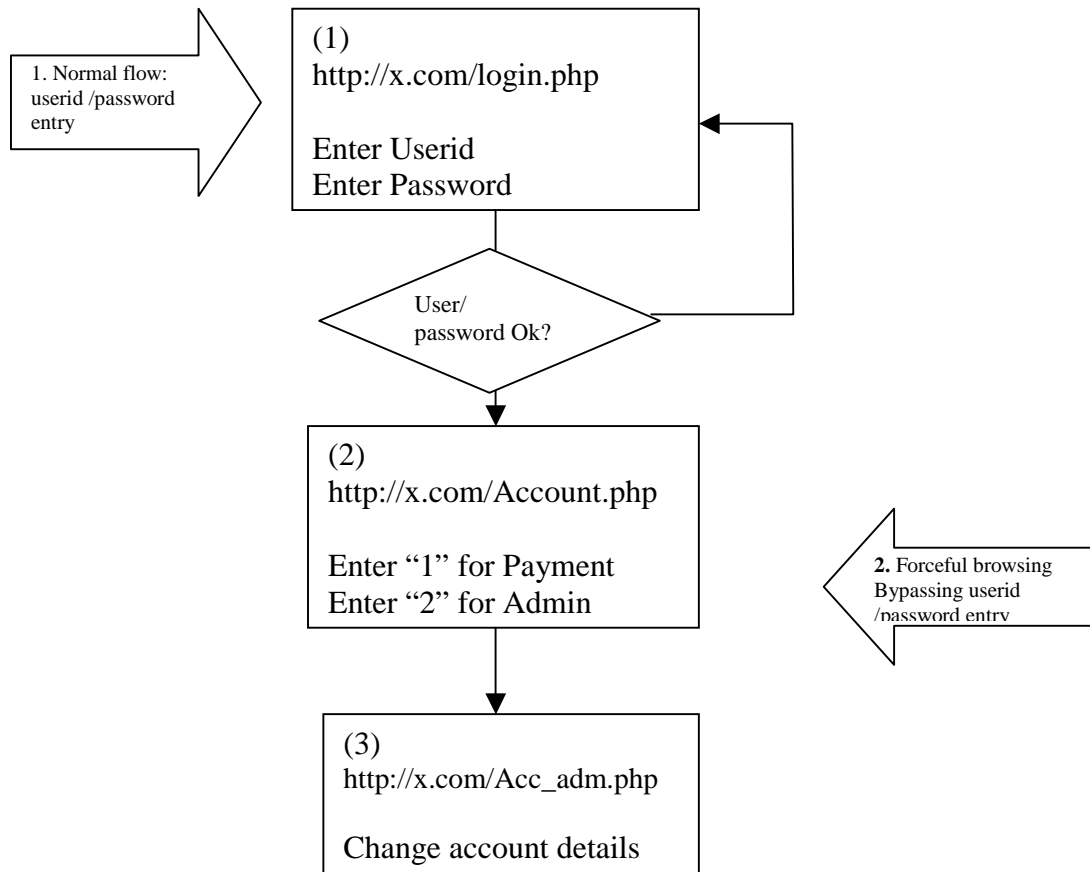 1. Normal flow:
userid /password
entry
(1)
http://x.com/login.php
Enter Userid
Enter Password
User/
password Ok?
(2)
http://x.com/Account.php
Enter “1” for Payment
Enter “2” for Admin
2. Forceful browsing
Bypassing userid
/password entry
(3)
http://x.com/Acc_adm.php
Change account details